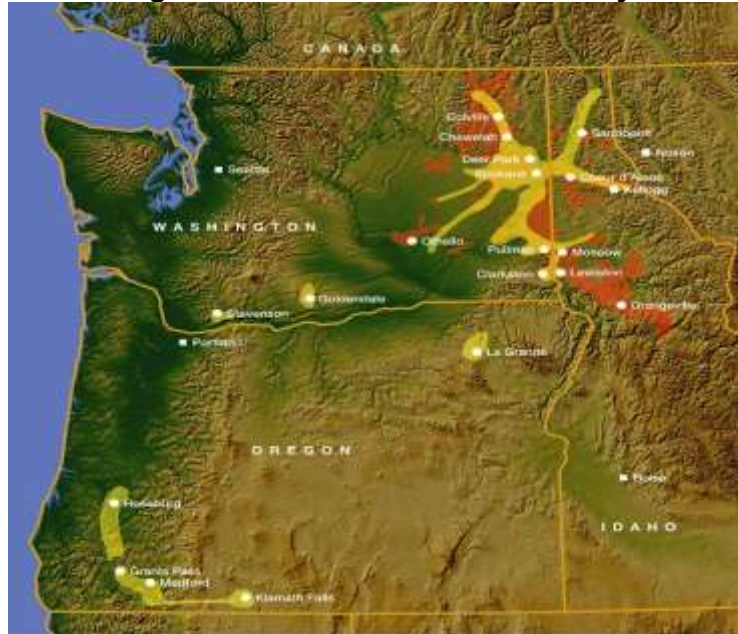 CANADA
Colville
Chewelah
Sandpoint
Deer Park
Noxon
Seattle
Spokane
Coeur d'Alene
Kellogg
WASHINGTON
Othello
Pullman
Moscow
Clarkston
Lewiston
Goldendale
Grangeville
Stevenson
Portland
La Grande
OREGON
Boise
Roseburg
IDAHO
Grants Pass
Medford
Klamath Falls